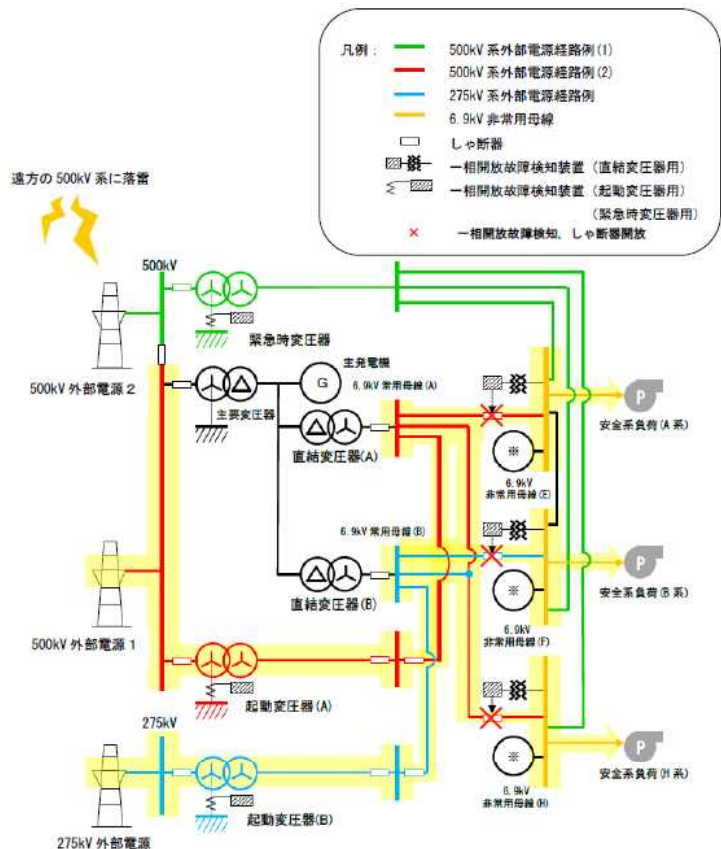 凡例：
500kV 系外部電源経路例(1)
500kV 系外部電源経路例(2)
275kV 系外部電源経路例
6.9kV 非常用母線
しゃ断器
一相開放故障検知装置（直結変圧器用）
一相開放故障検知装置（起動変圧器用）
（緊急時変圧器用）
一相開放故障検知，しゃ断器開放
遠方の 500kV 系に落雷
500kV
緊急時変圧器
500kV 外部電源 2
主要変圧器
主発電機
G
6.9kV 常用母線(A)
直結変圧器(A)
P
安全系負荷(A 系)
※
6.9kV
非常用母線(E)
6.9kV 常用母線(B)
直結変圧器(B)
P
安全系負荷(B 系)
※
6.9kV
非常用母線(F)
500kV 外部電源 1
起動変圧器(A)
P
安全系負荷(H 系)
※
6.9kV
非常用母線(H)
275kV
起動変圧器(B)
275kV 外部電源